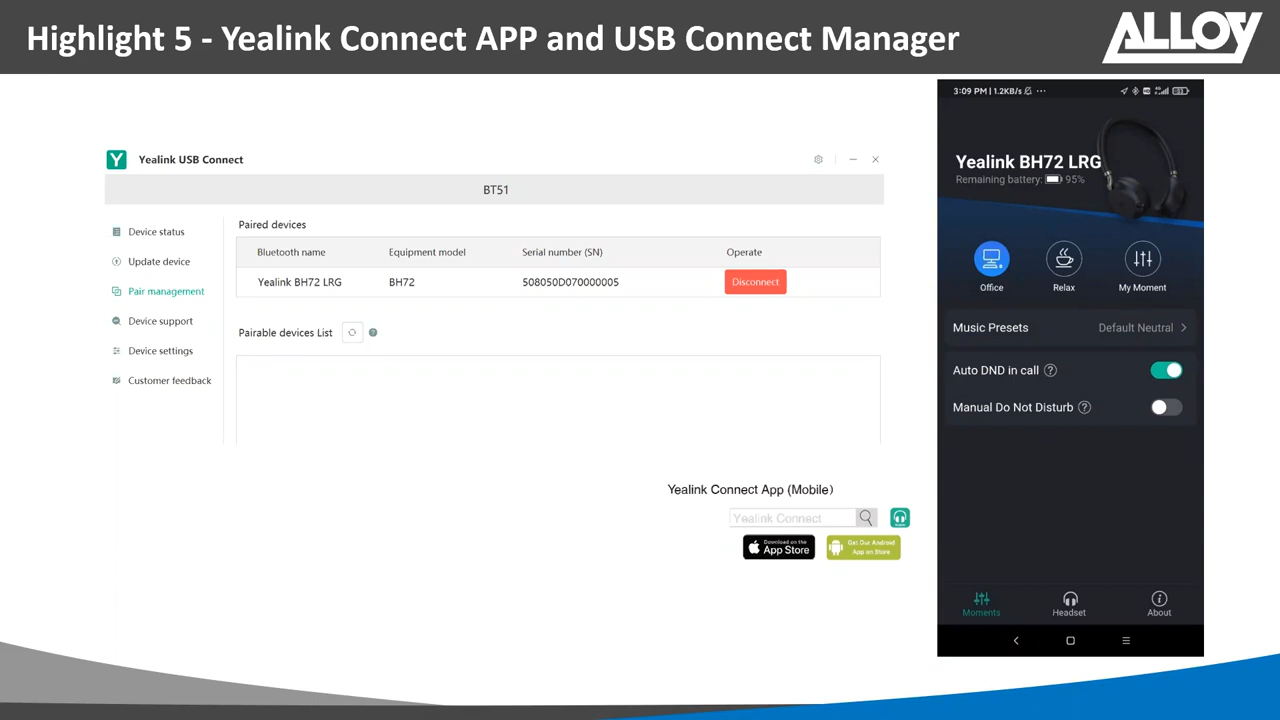 Highlight 5 - Yealink Connect APP and USB Connect Manager
ALLOY
Yealink USB Connect
BT51
Device status
Update device
Pair management
Device support
Device settings
Customer feedback
Paired devices
Bluetooth name Equipment model Serial number (SN) Operate
Yealink BH72 LRG BH72 508050D070000005 Disconnect
Pairable devices List
Yealink Connect App (Mobile)
Yealink Connect
Download on the
App Store
Get Our Android
App on Store
3:09 PM | 1.2KB/s
Yealink BH72 LRG
Remaining battery: 95%
Office Relax My Moment
Music Presets Default Neutral
Auto DND in call
Manual Do Not Disturb
Moments Headset About